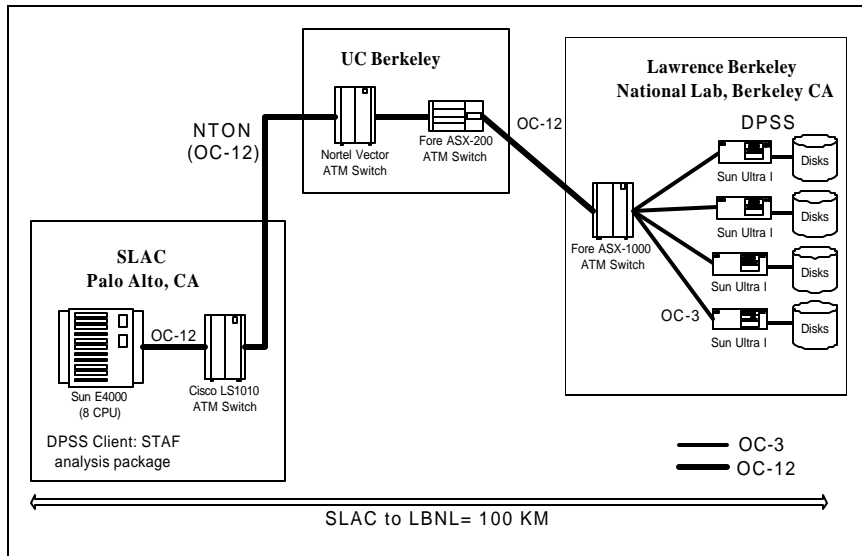 UC Berkeley
Nortel Vector
ATM Switch
Fore ASX-200
ATM Switch
NTON
(OC-12)
OC-12
Lawrence Berkeley
National Lab, Berkeley CA
DPSS
Sun Ultra I
Disks
Sun Ultra I
Disks
Sun Ultra I
Disks
Sun Ultra I
Disks
Fore ASX-1000
ATM Switch
OC-3
SLAC
Palo Alto, CA
OC-12
Sun E4000
(8 CPU)
Cisco LS1010
ATM Switch
DPSS Client: STAF
analysis package
OC-3
OC-12
SLAC to LBNL= 100 KM